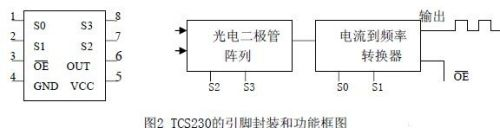 1 S0 S3 8
2 S1 S2 7
3 OE OUT 6
4 GND VCC 5
光电二极管
阵列
S2 S3
电流到频率
转换器
S0 S1
输出
OE
图2 TCS230的引脚封装和功能框图